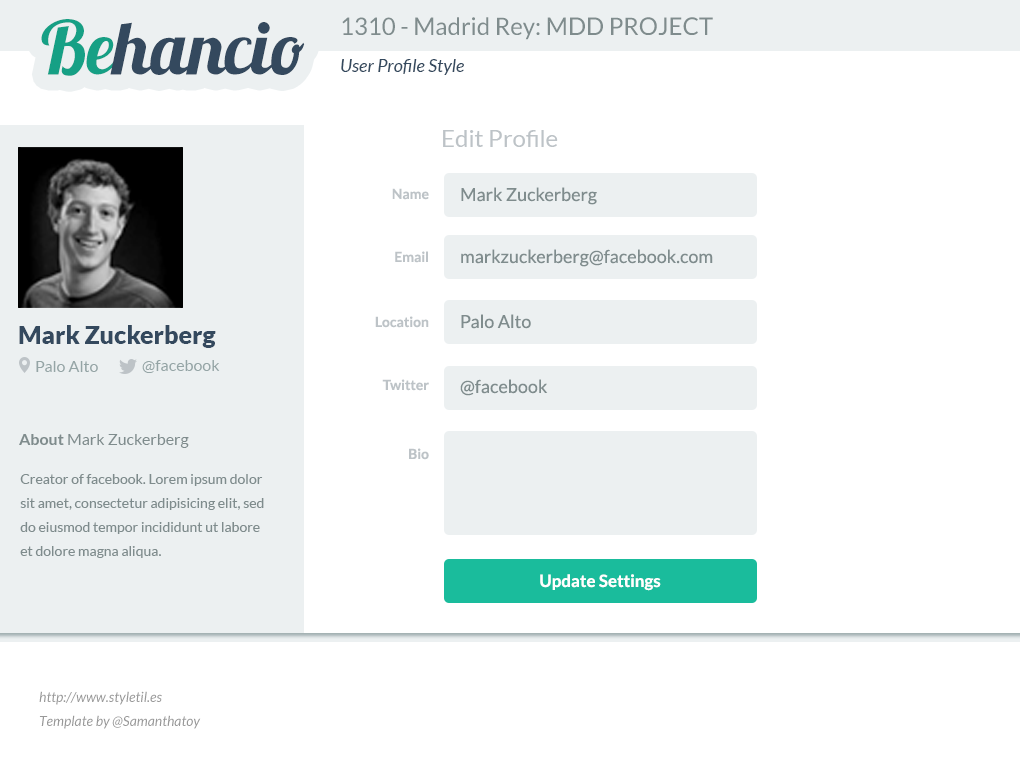 Behancio
1310 - Madrid Rey: MDD PROJECT
User Profile Style
Mark Zuckerberg
Palo Alto
@facebook
About Mark Zuckerberg
Creator of facebook. Lorem ipsum dolor
sit amet, consectetur adipisicing elit, sed
do eiusmod tempor incididunt ut labore
et dolore magna aliqua.
Edit Profile
Name
Mark Zuckerberg
Email
markzuckerberg@facebook.com
Location
Palo Alto
Twitter
@facebook
Bio
Update Settings
http://www.styletil.es
Template by @Samanthatoy